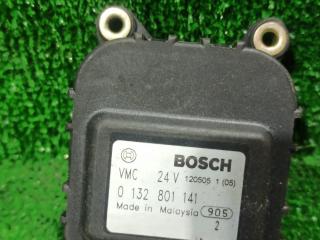 BOSCH
VMC 24 V 120505 1 (05)
0 132 801 141
Made in Malaysia 905
2